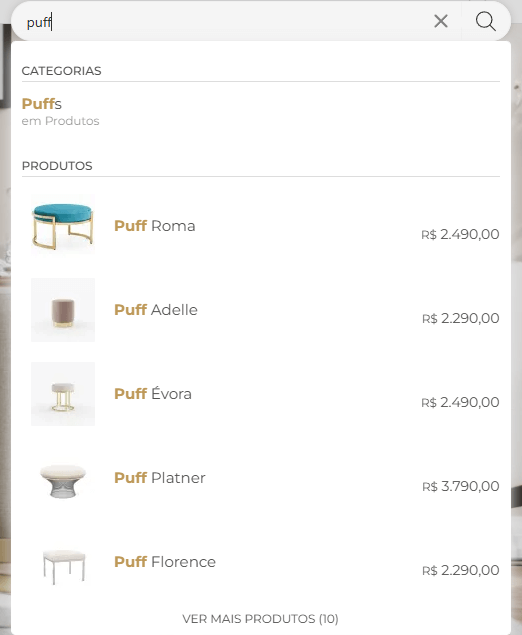 puff
CATEGORIAS
Puffs
em Produtos
PRODUTOS
Puff Roma
R$ 2.490,00
Puff Adelle
R$ 2.290,00
Puff Évora
R$ 2.490,00
Puff Platner
R$ 3.790,00
Puff Florence
R$ 2.290,00
VER MAIS PRODUTOS (10)